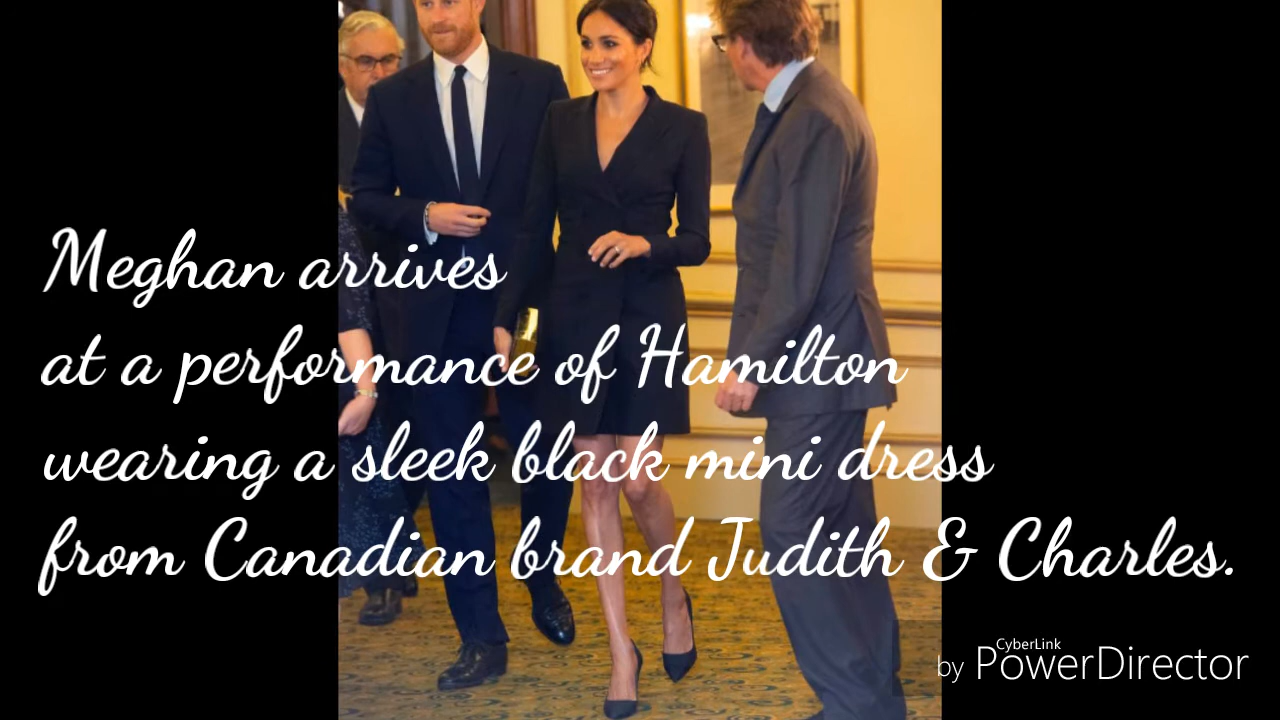 Meghan arrives
at a performance of Hamilton
wearing a sleek black mini dress
from Canadian brand Judith & Charles.
CyberLink
by PowerDirector